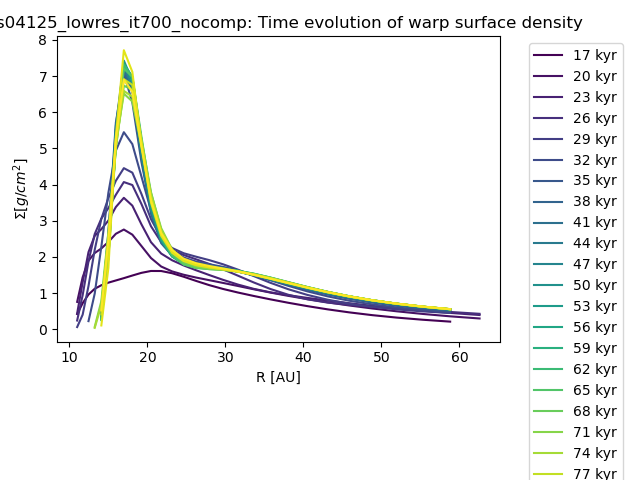 s04125_lowres_it700_nocomp: Time evolution of warp surface density
8
7
6
5
4
3
2
1
0
Σ[g/cm²]
10 20 30 40 50 60
R [AU]
17 kyr
20 kyr
23 kyr
26 kyr
29 kyr
32 kyr
35 kyr
38 kyr
41 kyr
44 kyr
47 kyr
50 kyr
53 kyr
56 kyr
59 kyr
62 kyr
65 kyr
68 kyr
71 kyr
74 kyr
77 kyr